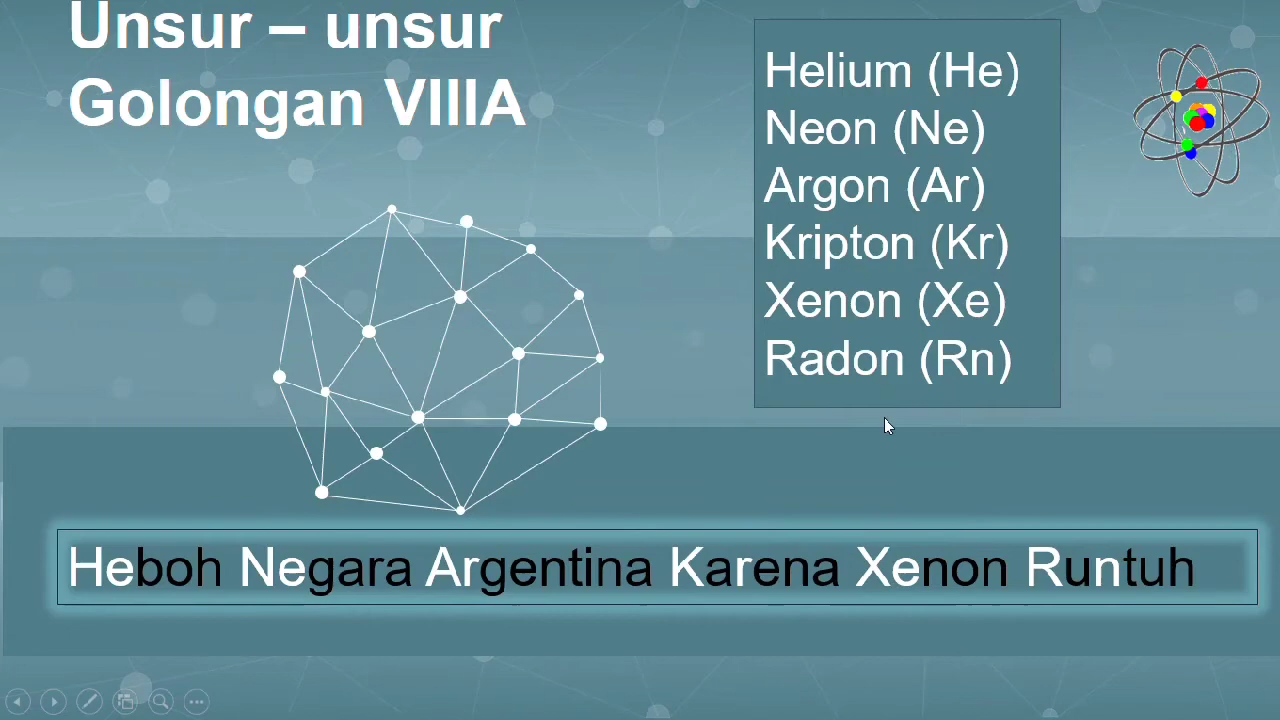 Unsur – unsur
Golongan VIIIA
Helium (He)
Neon (Ne)
Argon (Ar)
Kripton (Kr)
Xenon (Xe)
Radon (Rn)
Heboh Negara Argentina Karena Xenon Runtuh